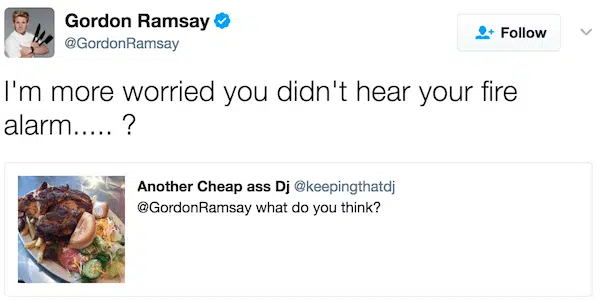 Gordon Ramsay
@GordonRamsay
Follow
I'm more worried you didn't hear your fire
alarm..... ?
Another Cheap ass Dj @keepingthatdj
@GordonRamsay what do you think?